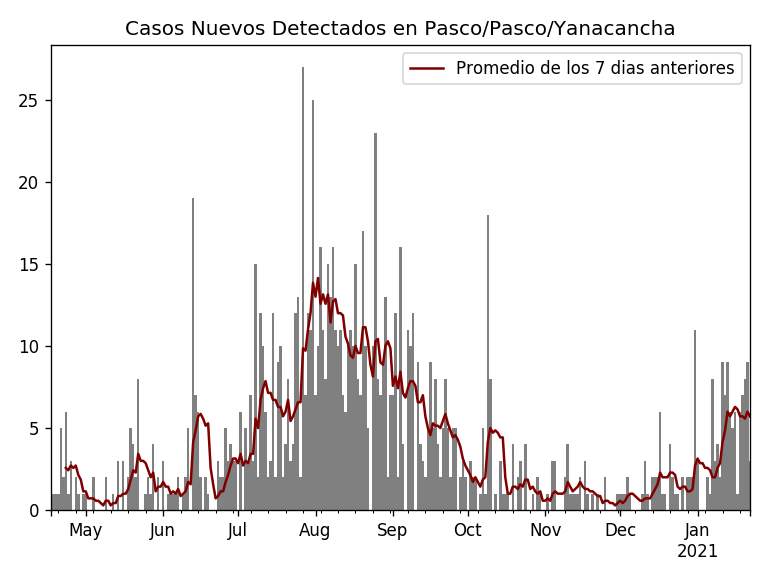 Casos Nuevos Detectados en Pasco/Pasco/Yanacancha
Promedio de los 7 dias anteriores
25
20
15
10
5
0
May Jun Jul Aug Sep Oct Nov Dec Jan
2021